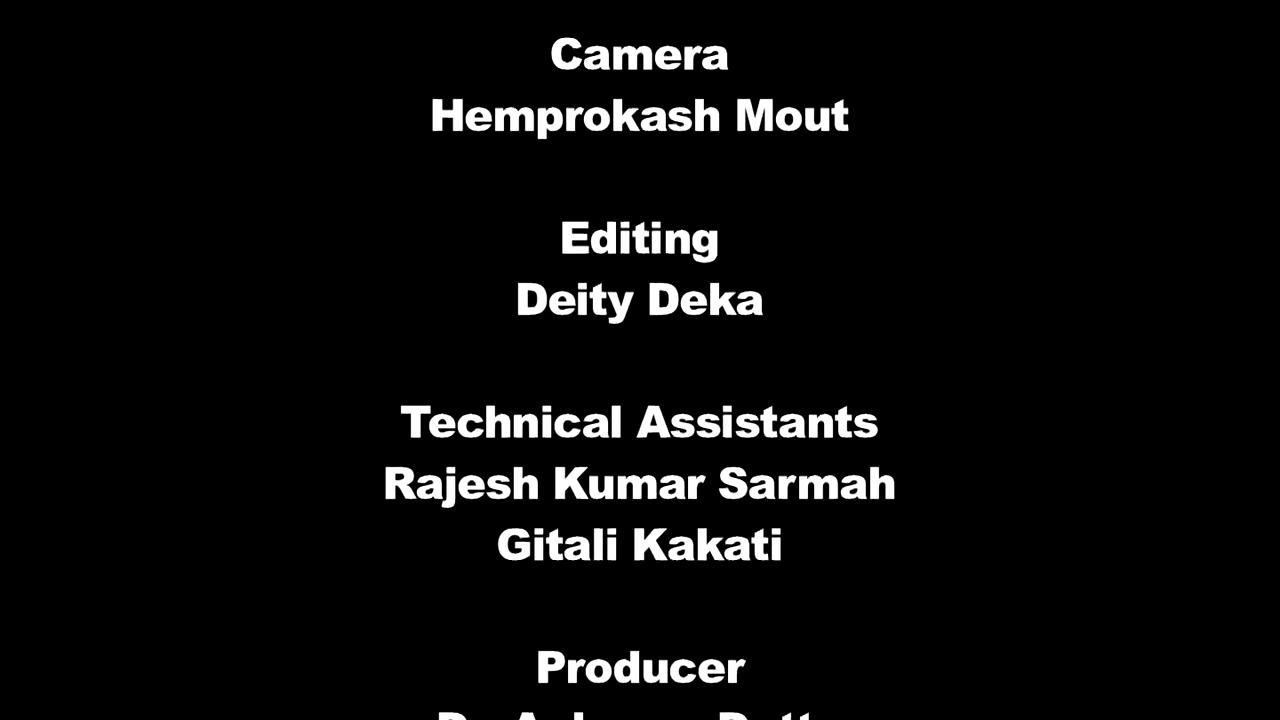 Camera
Hemprokash Mout
Editing
Deity Deka
Technical Assistants
Rajesh Kumar Sarmah
Gitali Kakati
Producer